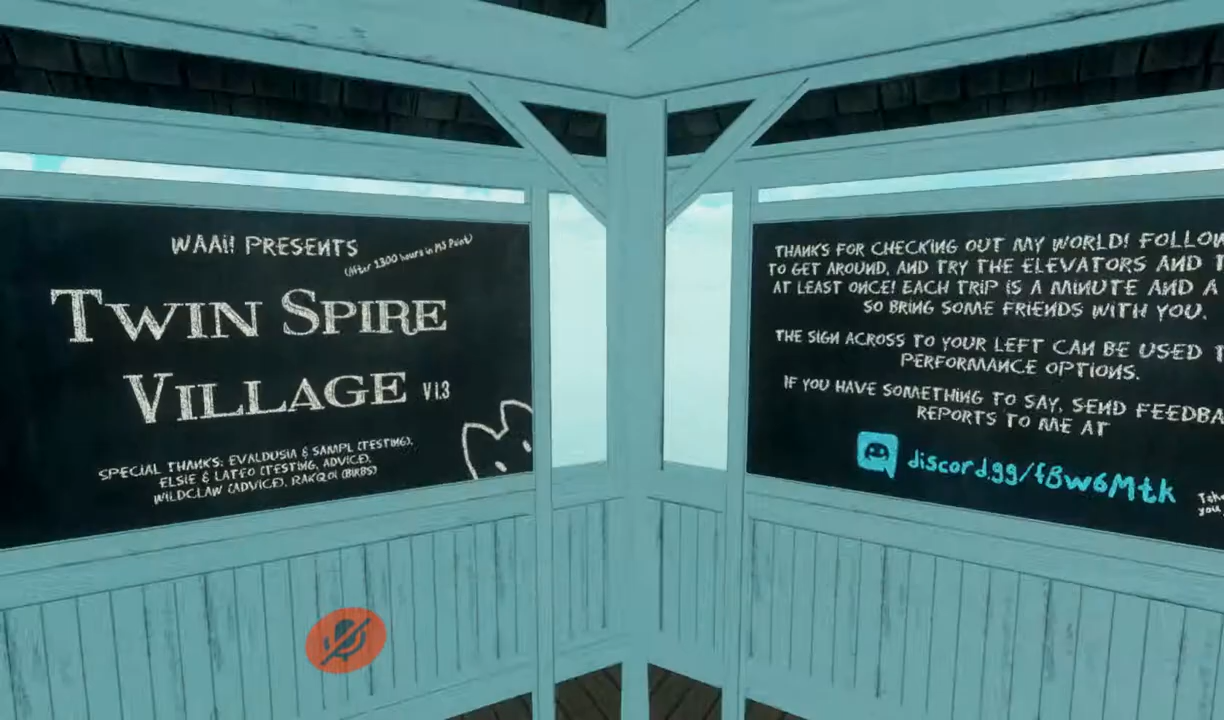 WAAi! PRESENTS
(After 1300 hours in MS Paint)
TWIN SPIRE
VILLAGE V1.3
SPECIAL THANKS: EVALDUSIA & SAMPL (TESTING),
ELSIE & LATEO (TESTING, ADVICE),
WILDCLAW (ADVICE), RAKQOI (BIRBS)
THANKS FOR CHECKING OUT MY WORLD! FOLLOW
TO GET AROUND, AND TRY THE ELEVATORS AND
AT LEAST ONCE! EACH TRIP IS A MINUTE AND A
SO BRING SOME FRIENDS WITH YOU.
THE SIGN ACROSS TO YOUR LEFT CAN BE USED
PERFORMANCE OPTIONS.
IF YOU HAVE SOMETHING TO SAY, SEND
REPORTS TO ME AT
discord.gg/fBw6Mtk
you